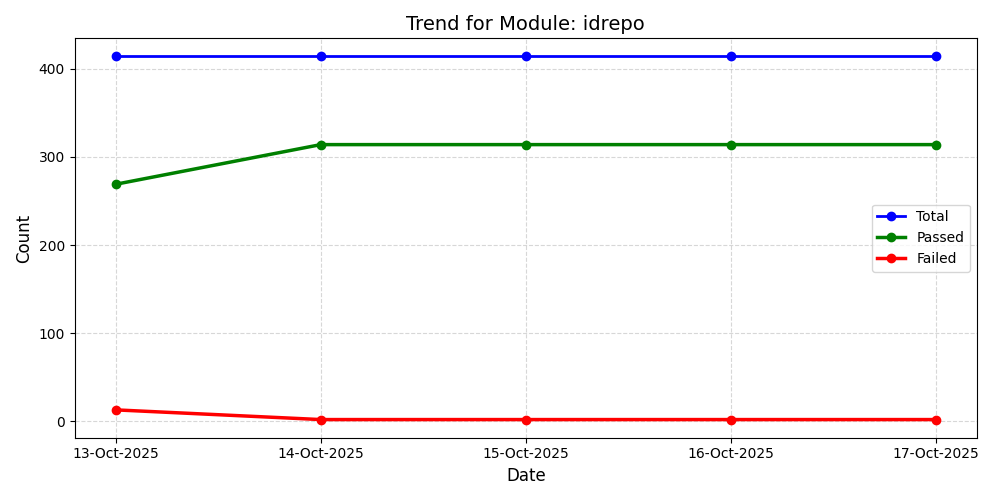 Trend for Module: idrepo
400
300
200
100
0
Count
Total
Passed
Failed
13-Oct-2025 14-Oct-2025 15-Oct-2025 16-Oct-2025 17-Oct-2025
Date